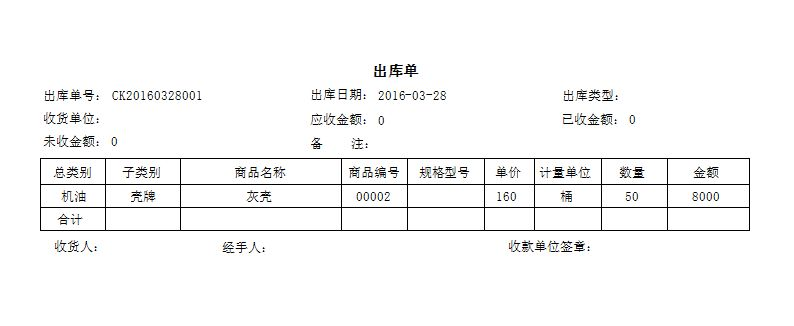 出库单
出库单号： CK20160328001 出库日期： 2016-03-28 出库类型：
收货单位： 应收金额： 0 已收金额： 0
未收金额： 0 备 注：
总类别 子类别 商品名称 商品编号 规格型号 单价 计量单位 数量 金额
机油 壳牌 灰壳 00002 160 桶 50 8000
合计
收货人： 经手人： 收款单位签章：